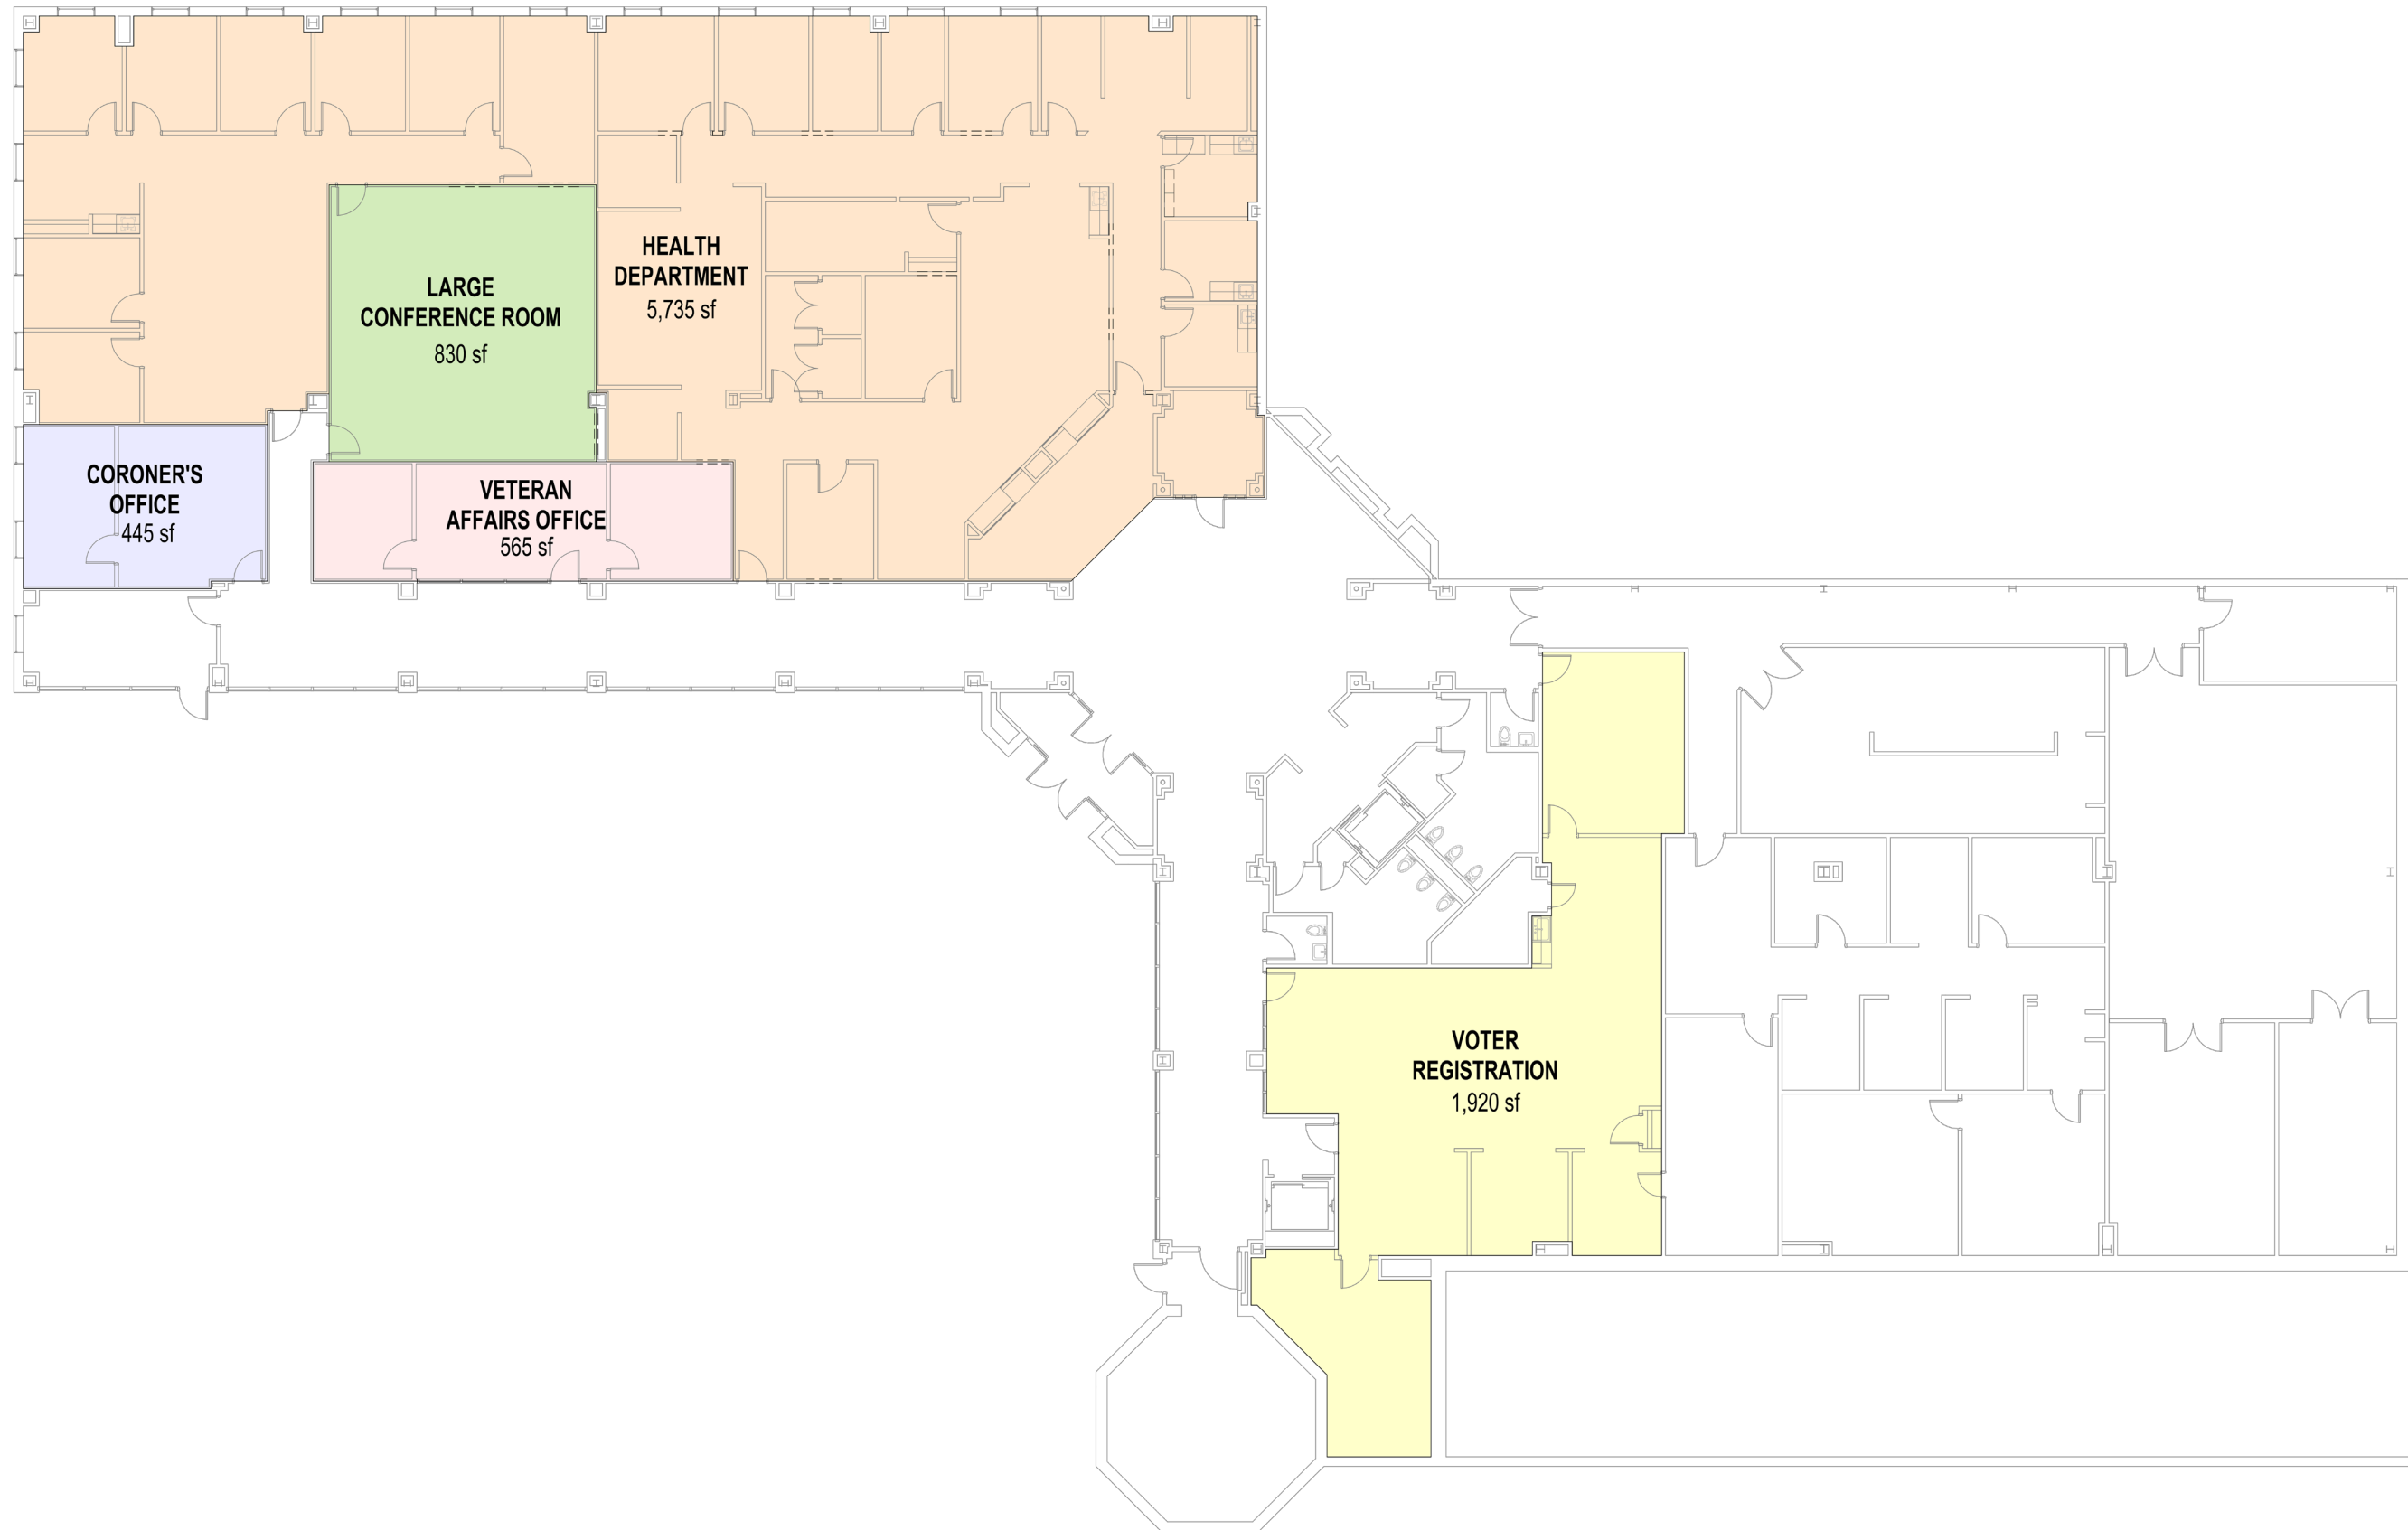 HEALTH
DEPARTMENT
5,735 sf
LARGE
CONFERENCE ROOM
830 sf
CORONER'S
OFFICE
445 sf
VETERAN
AFFAIRS OFFICE
565 sf
VOTER
REGISTRATION
1,920 sf